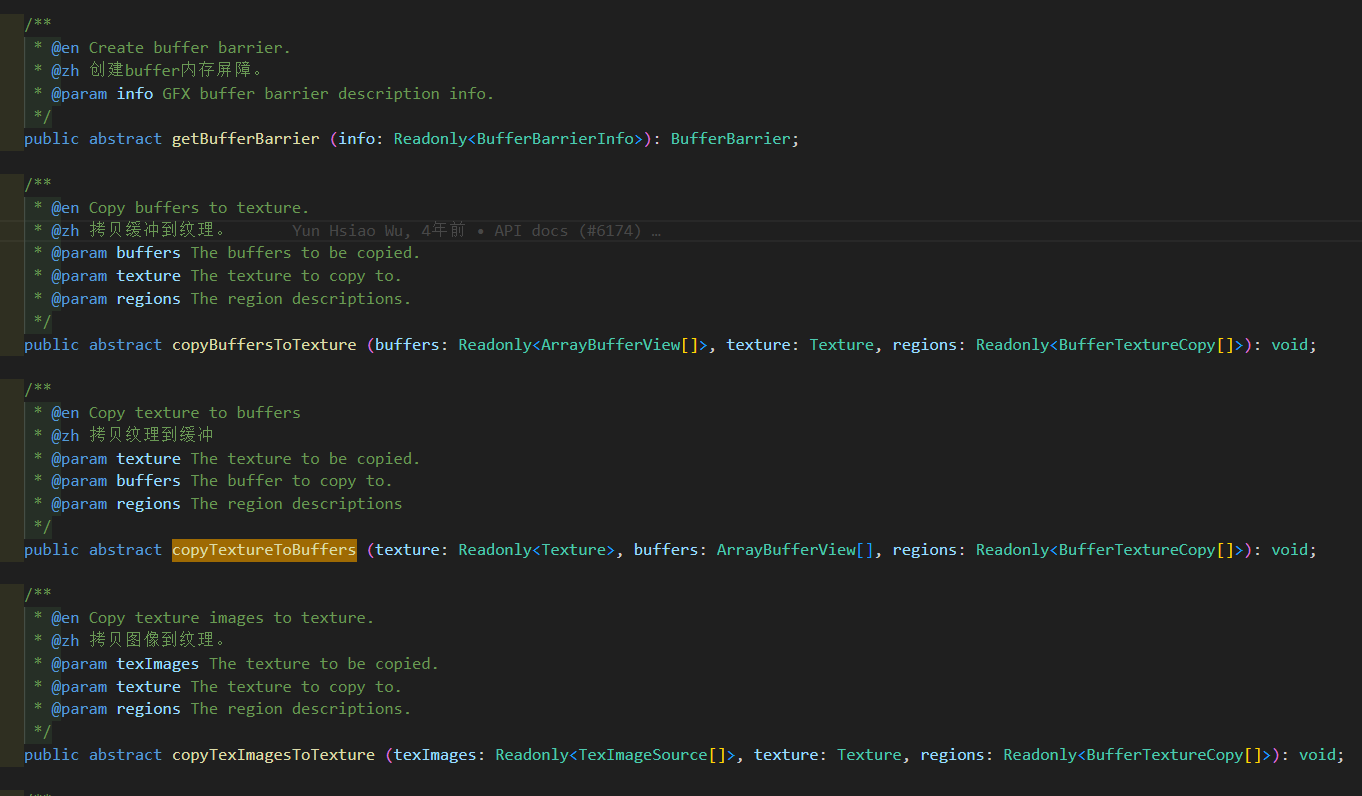 /**
* @en Create buffer barrier.
* @zh 创建buffer内存屏障。
* @param info GFX buffer barrier description info.
*/
public abstract getBufferBarrier (info: Readonly<BufferBarrierInfo>): BufferBarrier;
/**
* @en Copy buffers to texture.
* @zh 拷贝缓冲到纹理。 Yun Hsiao Wu, 4年前 • API docs (#6174) …
* @param buffers The buffers to be copied.
* @param texture The texture to copy to.
* @param regions The region descriptions.
*/
public abstract copyBuffersToTexture (buffers: Readonly<ArrayBufferView[]>, texture: Texture, regions: Readonly<BufferTextureCopy[]>): void;
/**
* @en Copy texture to buffers
* @zh 拷贝纹理到缓冲
* @param texture The texture to be copied.
* @param buffers The buffer to copy to.
* @param regions The region descriptions
*/
public abstract copyTextureToBuffers (texture: Readonly<Texture>, buffers: ArrayBufferView[], regions: Readonly<BufferTextureCopy[]>): void;
/**
* @en Copy texture images to texture.
* @zh 拷贝图像到纹理。
* @param texImages The texture to be copied.
* @param texture The texture to copy to.
* @param regions The region descriptions.
*/
public abstract copyTexImagesToTexture (texImages: Readonly<TexImageSource[]>, texture: Texture, regions: Readonly<BufferTextureCopy[]>): void;
/**